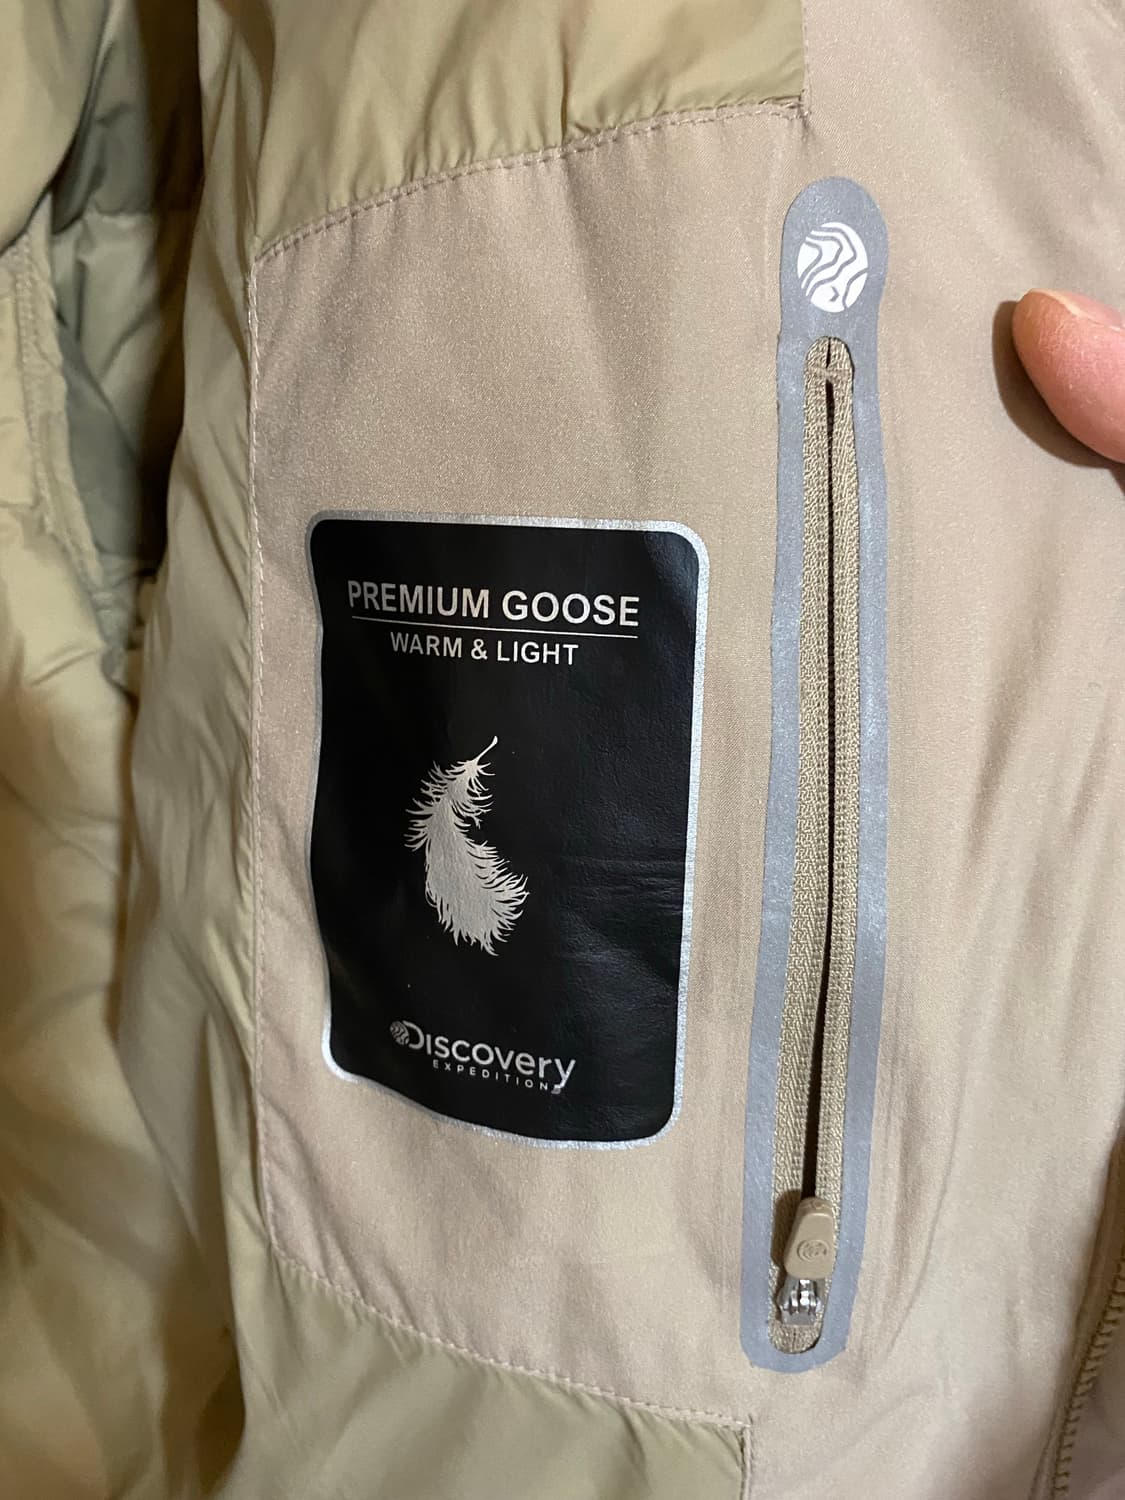 PREMIUM GOOSE
WARM & LIGHT
DISCOVERY
EXPEDITION